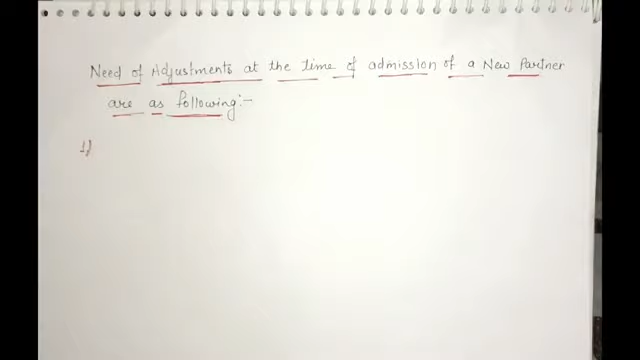 Need of Adjustments at the time of admission of a New Partner
are as following:-
1)